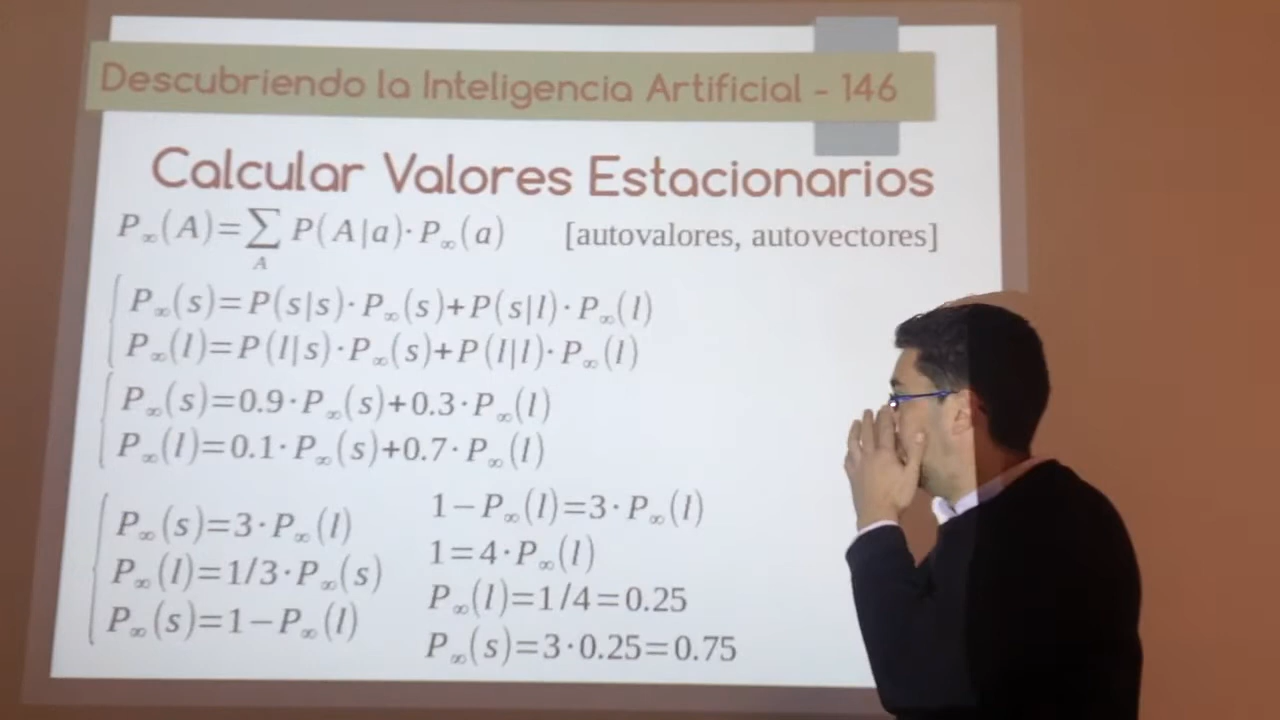 Descubriendo la Inteligencia Artificial - 146
Calcular Valores Estacionarios
P∞(A)=∑A P(A|a)·P∞(a) [autovalores, autovectores]
P∞(s)=P(s|s)·P∞(s)+P(s|l)·P∞(l)
P∞(l)=P(l|s)·P∞(s)+P(l|l)·P∞(l)
P∞(s)=0.9·P∞(s)+0.3·P∞(l)
P∞(l)=0.1·P∞(s)+0.7·P∞(l)
P∞(s)=3·P∞(l)
P∞(l)=1/3·P∞(s)
P∞(s)=1−P∞(l)
1−P∞(l)=3·P∞(l)
1=4·P∞(l)
P∞(l)=1/4=0.25
P∞(s)=3·0.25=0.75